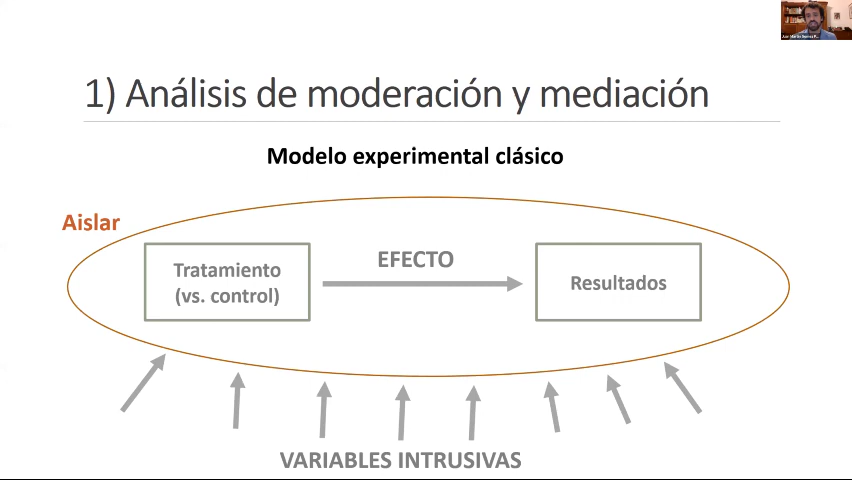 1) Análisis de moderación y mediación
Modelo experimental clásico
Aislar
Tratamiento
(vs. control)
EFECTO
Resultados
VARIABLES INTRUSIVAS